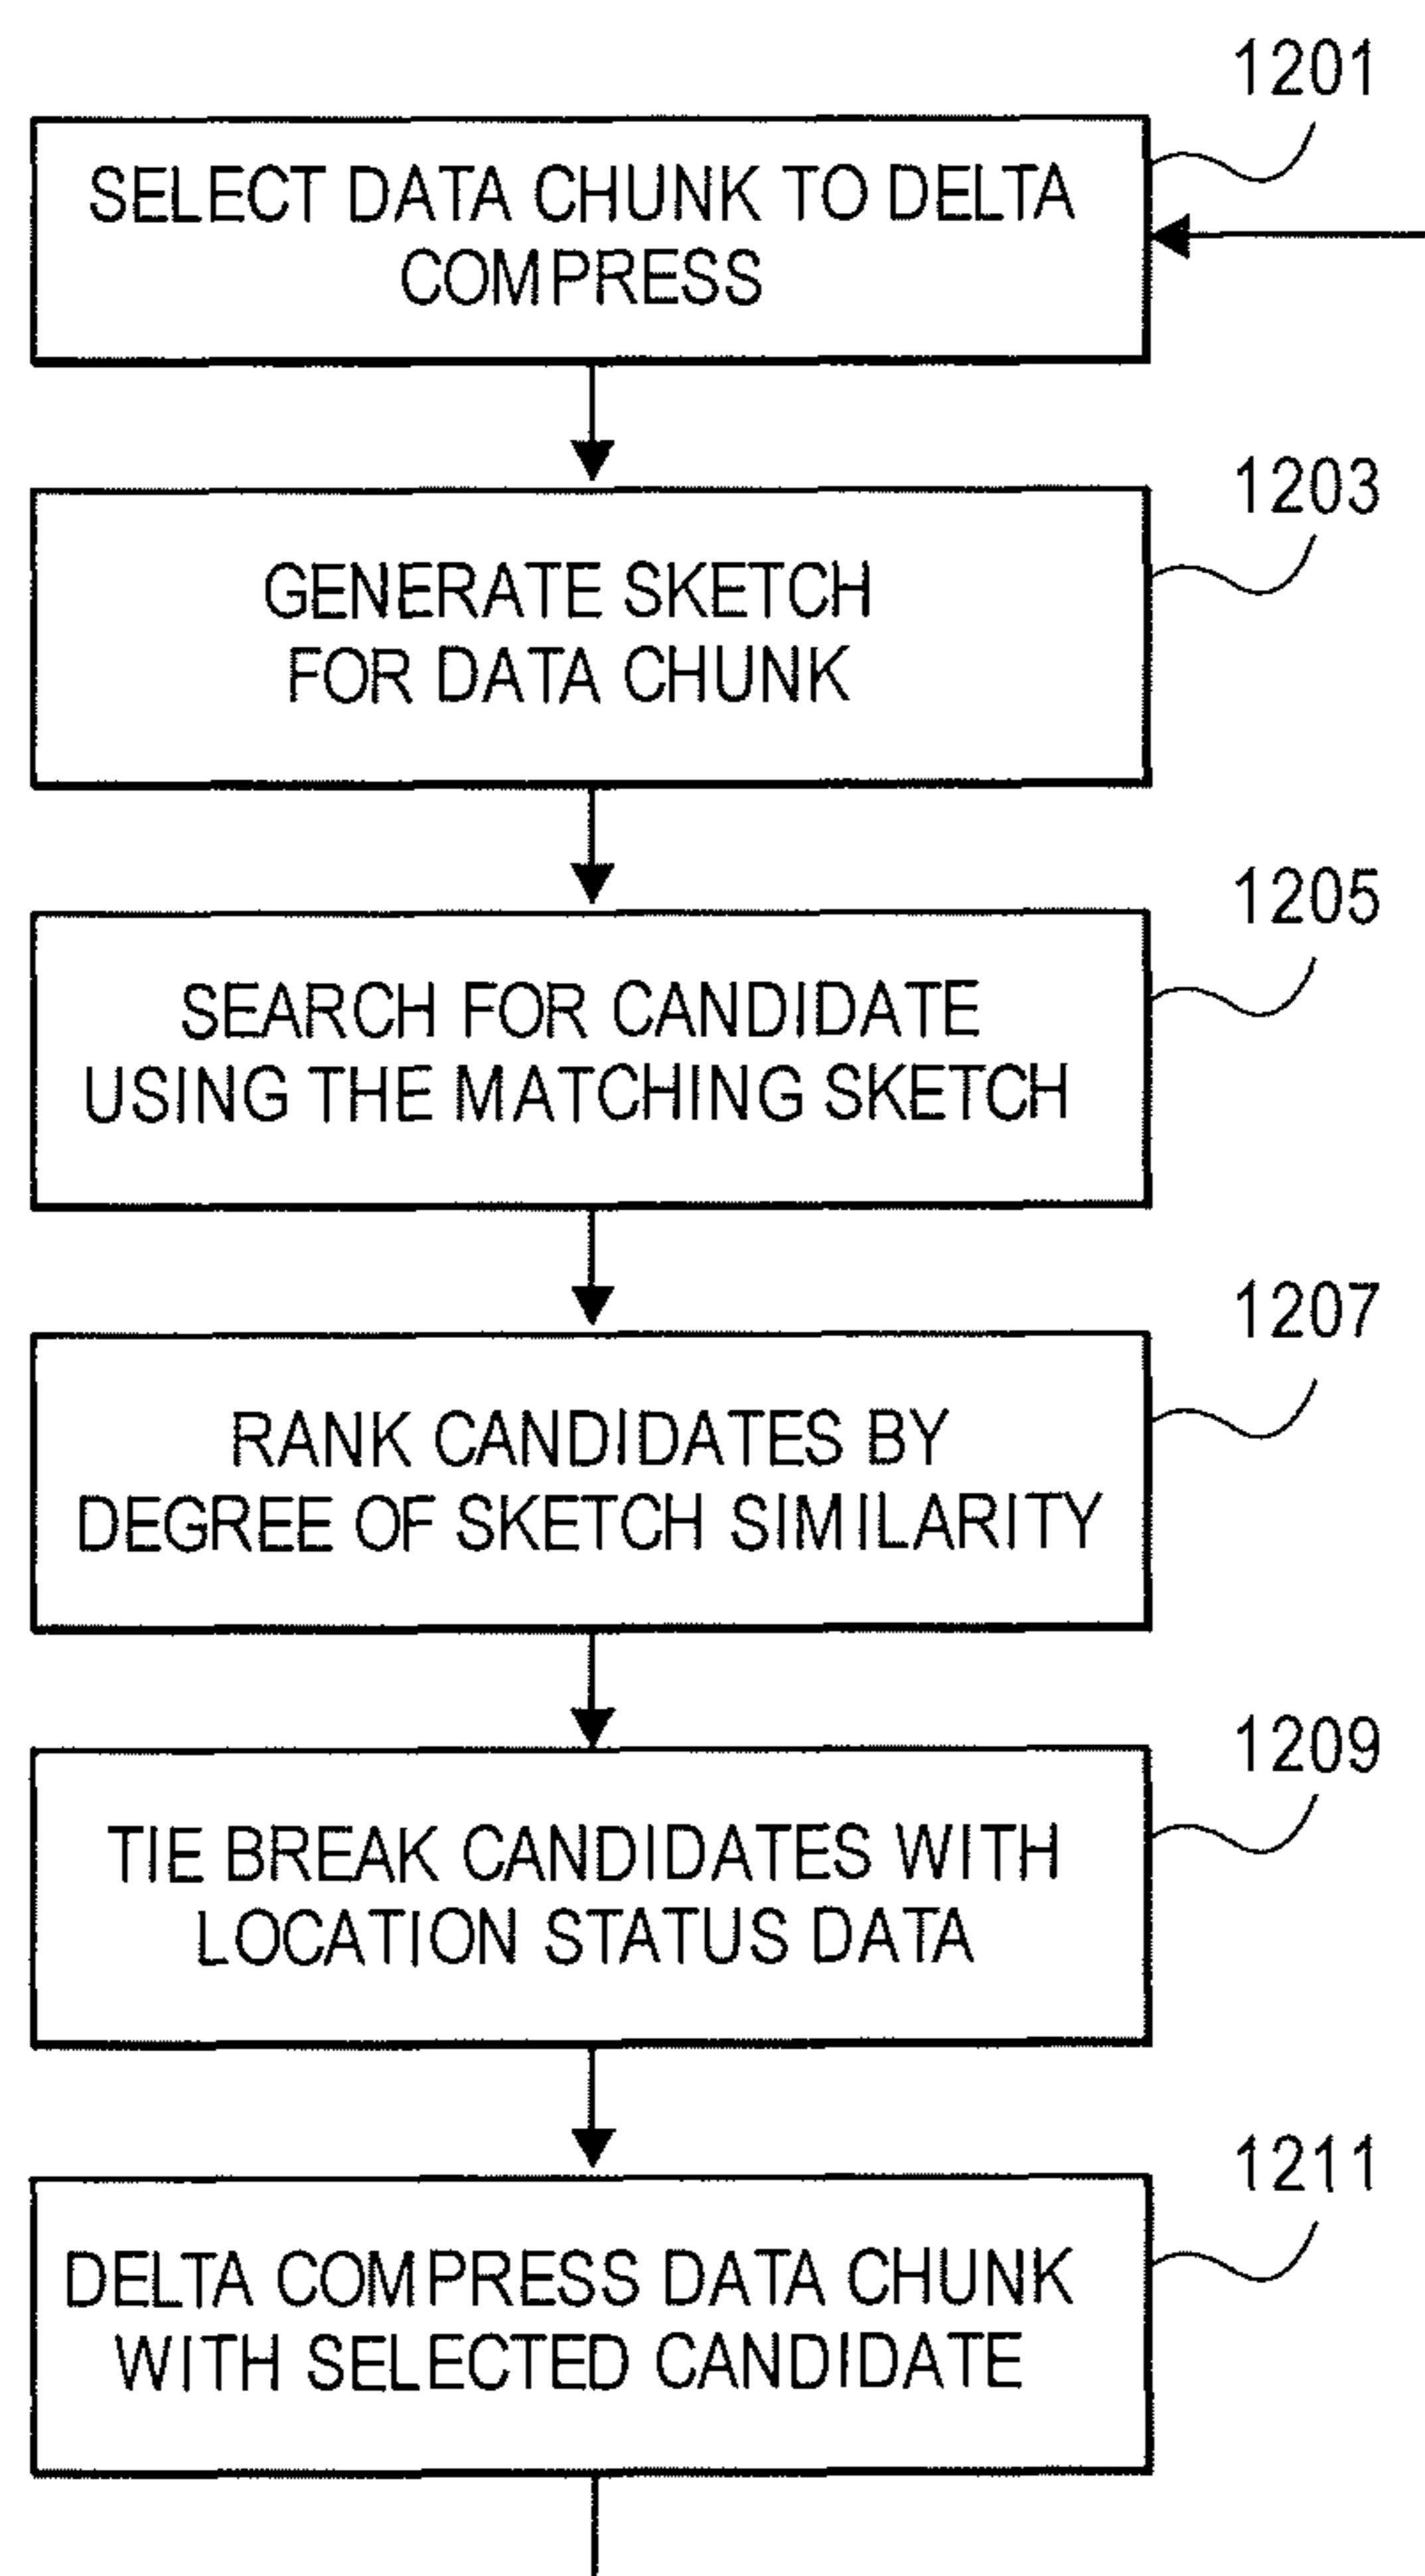 1201
SELECT DATA CHUNK TO DELTA
COMPRESS
1203
GENERATE SKETCH
FOR DATA CHUNK
1205
SEARCH FOR CANDIDATE
USING THE MATCHING SKETCH
1207
RANK CANDIDATES BY
DEGREE OF SKETCH SIMILARITY
1209
TIE BREAK CANDIDATES WITH
LOCATION STATUS DATA
1211
DELTA COMPRESS DATA CHUNK
WITH SELECTED CANDIDATE